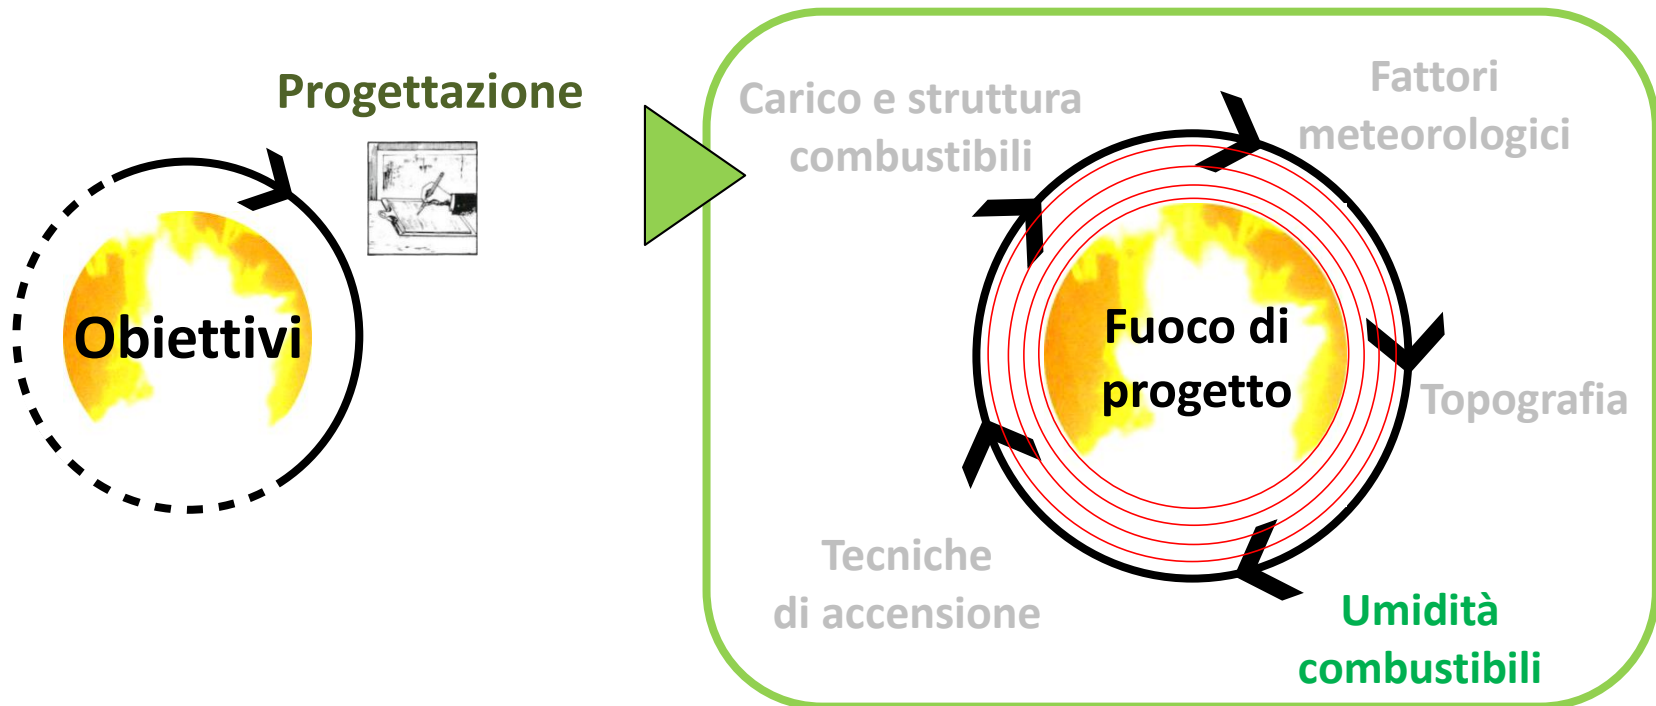 Progettazione
Obiettivi
Carico e struttura
combustibili
Fattori
meteorologici
Fuoco di
progetto
Topografia
Tecniche
di accensione
Umidità
combustibili